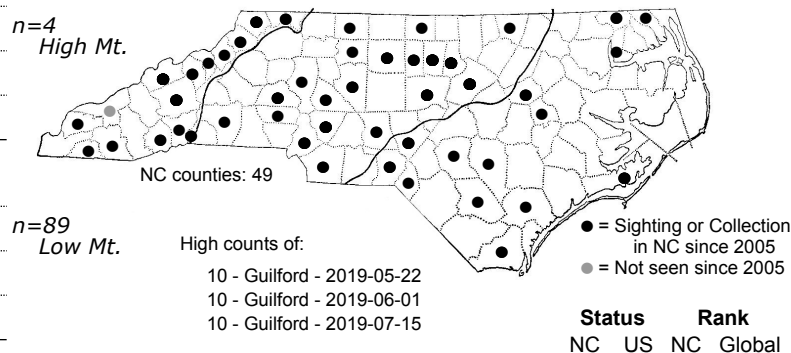 n=4
High Mt.
NC counties: 49
n=89
Low Mt.
High counts of:
10 - Guilford - 2019-05-22
10 - Guilford - 2019-06-01
10 - Guilford - 2019-07-15
= Sighting or Collection
in NC since 2005
= Not seen since 2005
Status Rank
NC US NC Global